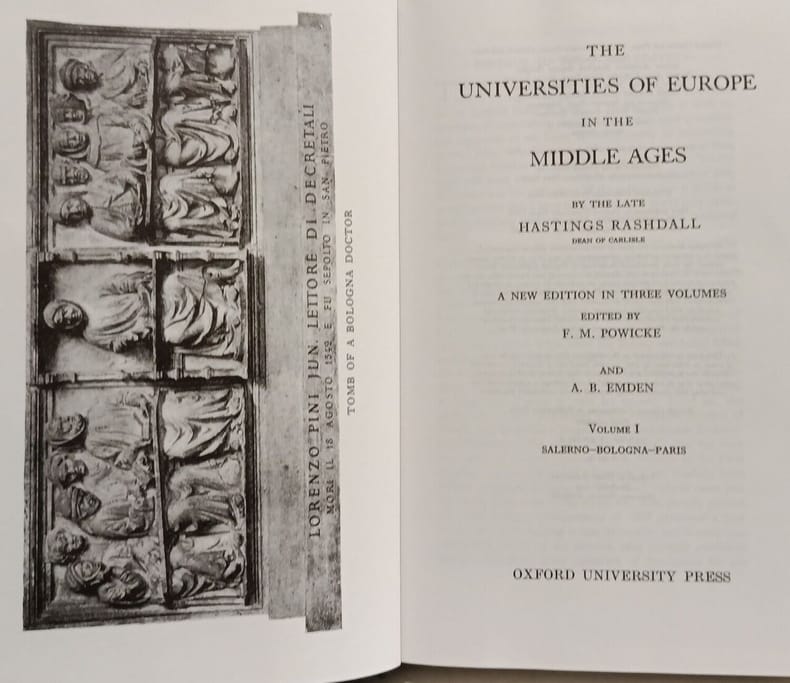 LORENZO PINI JUN. LETTORE DI DECRETALI
MORÌ IL 18 AGOSTO 1542 E FU SEPOLTO IN SAN PIETRO
TOMB OF A BOLOGNA DOCTOR
THE
UNIVERSITIES OF EUROPE
IN THE
MIDDLE AGES
BY THE LATE
HASTINGS RASHDALL
DEAN OF CARLISLE
A NEW EDITION IN THREE VOLUMES
EDITED BY
F. M. POWICKE
AND
A. B. EMDEN
VOLUME I
SALERNO–BOLOGNA–PARIS
OXFORD UNIVERSITY PRESS